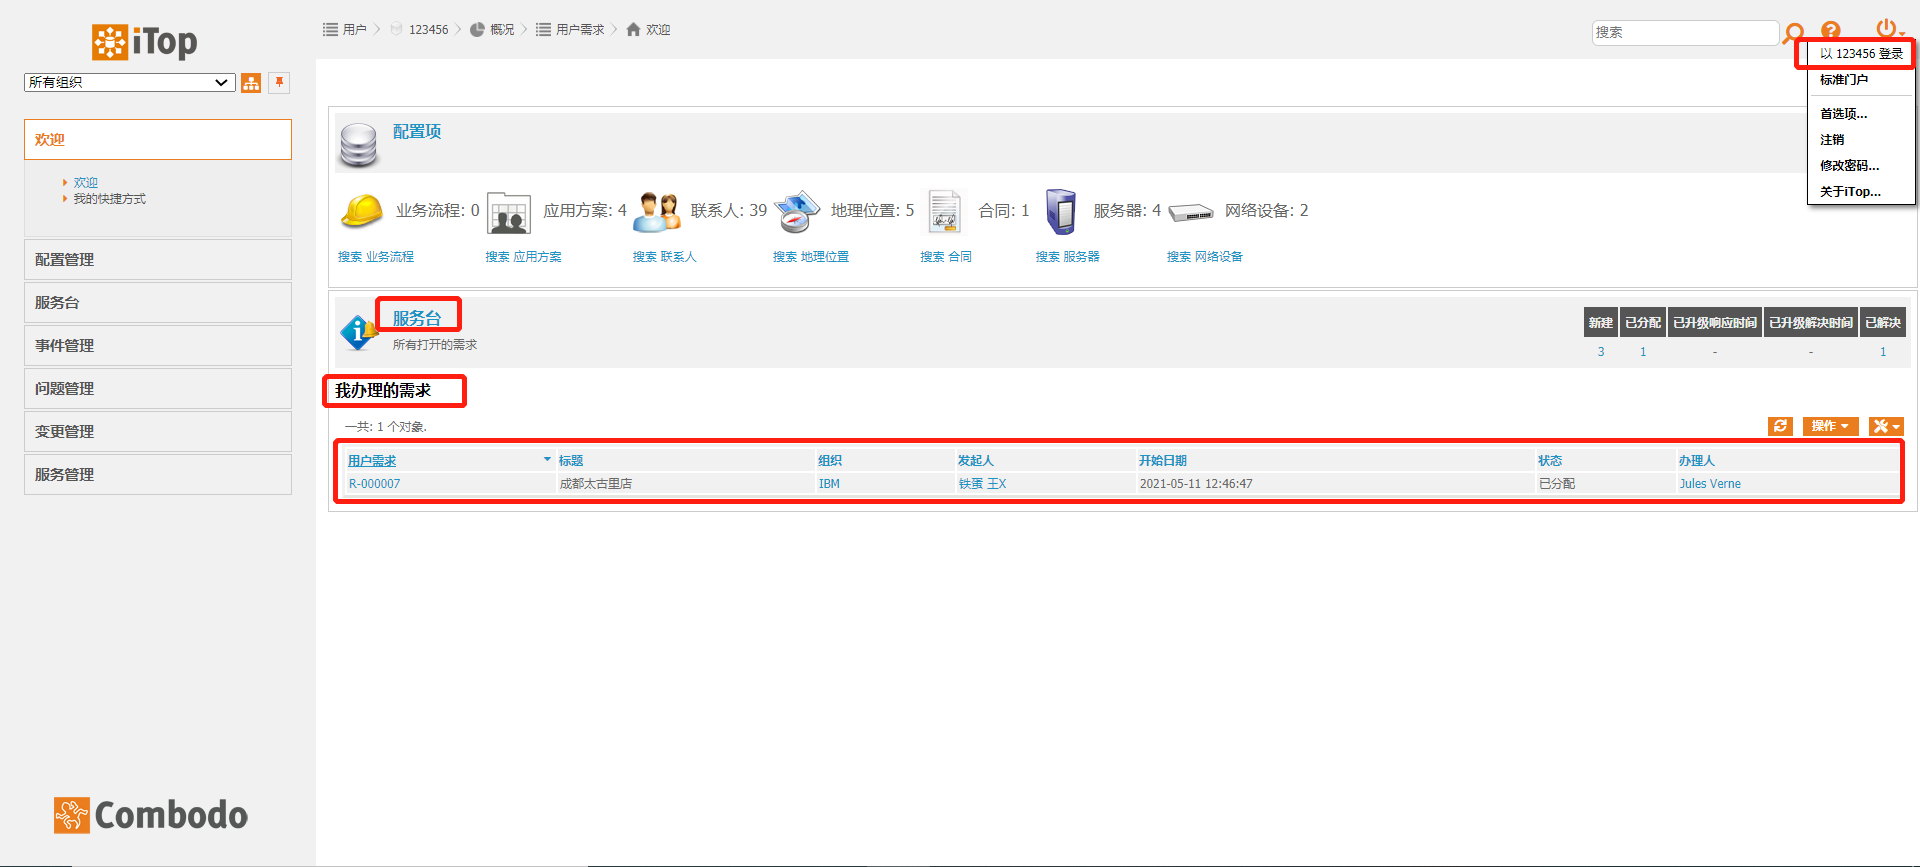 iTop
所有组织
欢迎
欢迎
我的快捷方式
配置管理
服务台
事件管理
问题管理
变更管理
服务管理
Combodo
用户 123456 概况 用户需求 欢迎
搜索
以 123456 登录
标准门户
首选项...
注销
修改密码...
关于iTop...
配置项
业务流程: 0 应用方案: 4 联系人: 39 地理位置: 5 合同: 1 服务器: 4 网络设备: 2
搜索 业务流程 搜索 应用方案 搜索 联系人 搜索 地理位置 搜索 合同 搜索 服务器 搜索 网络设备
服务台
所有打开的需求
新建 已分配 已升级响应时间 已升级解决时间 已解决
3 1 - - 1
我办理的需求
一共: 1 个对象.
操作
用户需求 标题 组织 发起人 开始日期 状态 办理人
R-000007 成都太古里店 IBM 铁蛋 王X 2021-05-11 12:46:47 已分配 Jules Verne